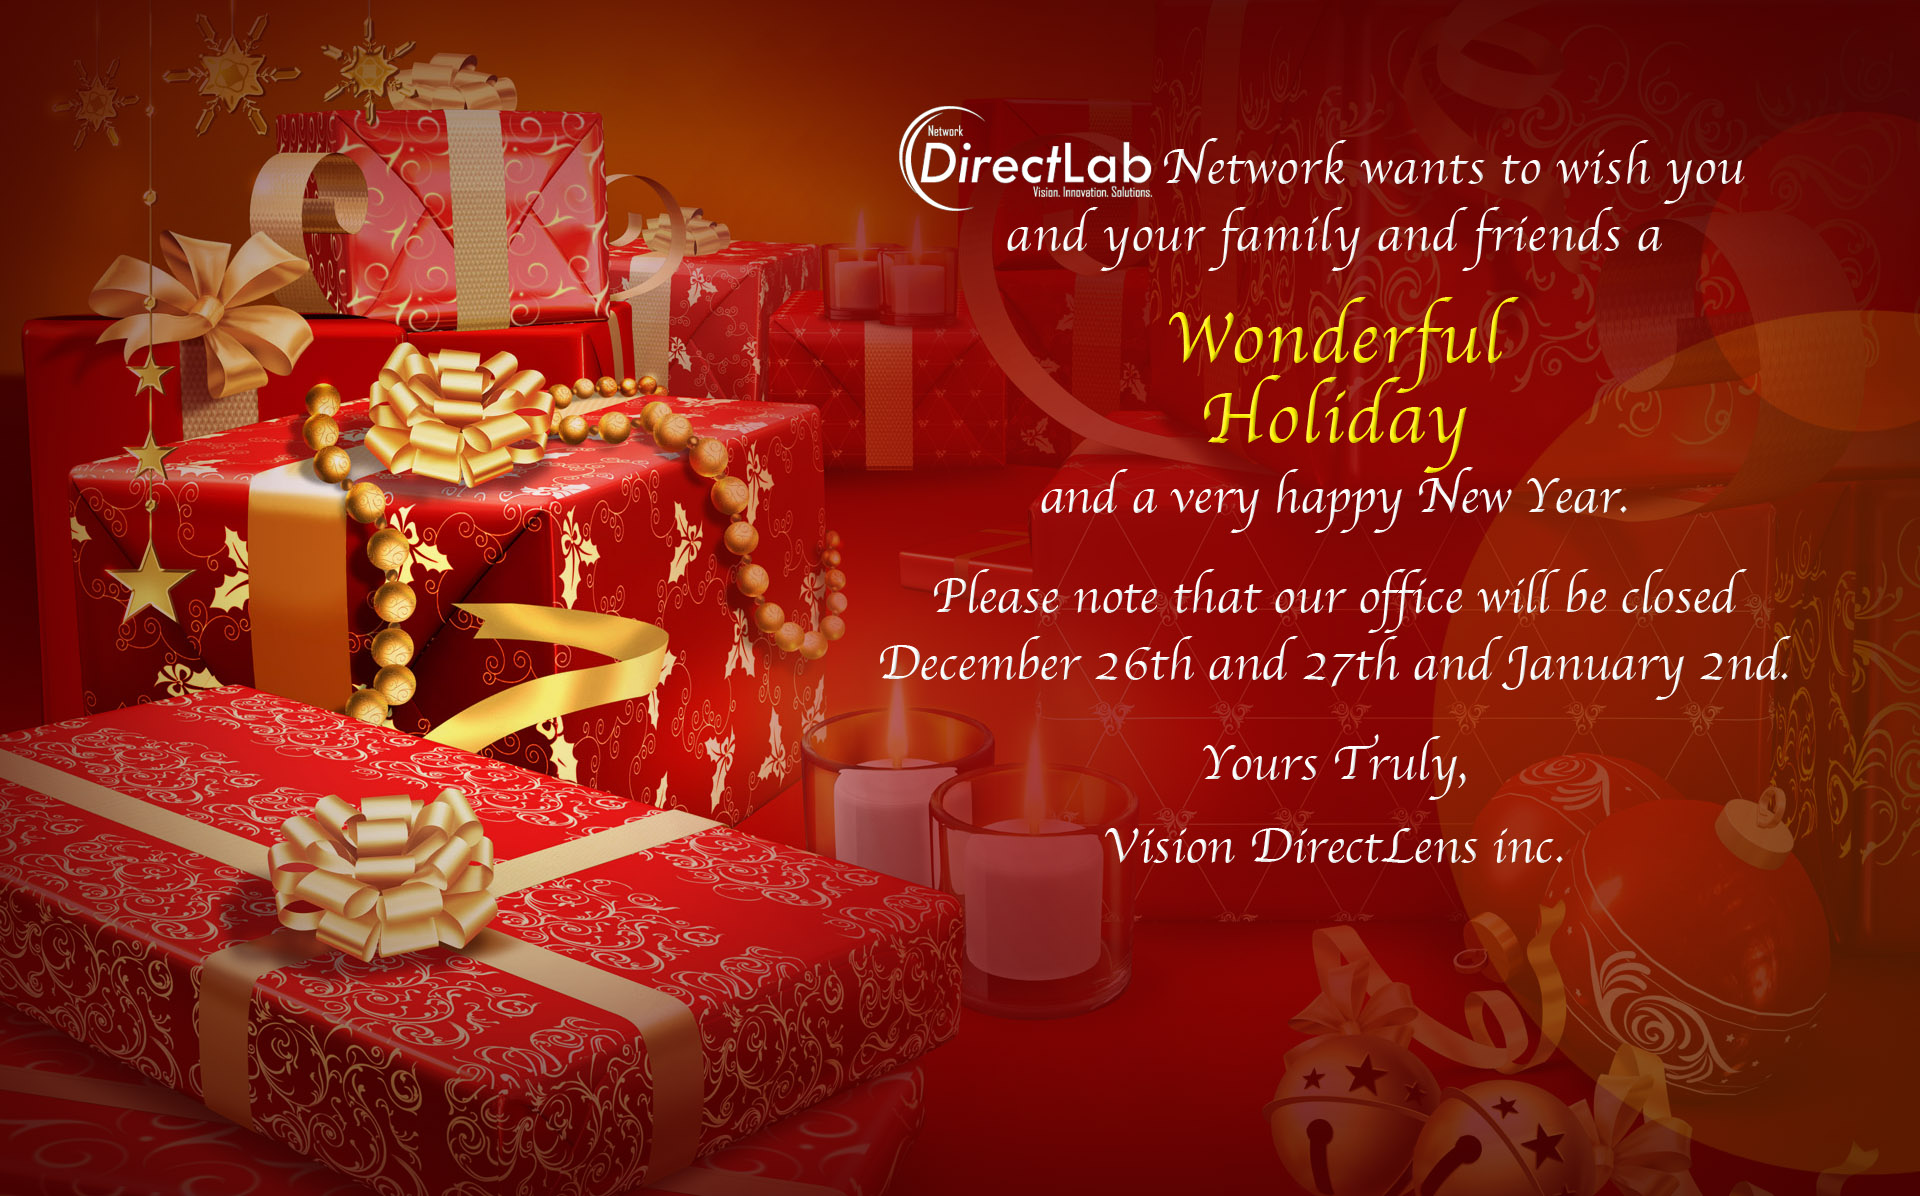 Network
DirectLab Network wants to wish you
Vision. Innovation. Solutions.
and your family and friends a
Wonderful
Holiday
and a very happy New Year.
Please note that our office will be closed
December 26th and 27th and January 2nd.
Yours Truly,
Vision DirectLens inc.